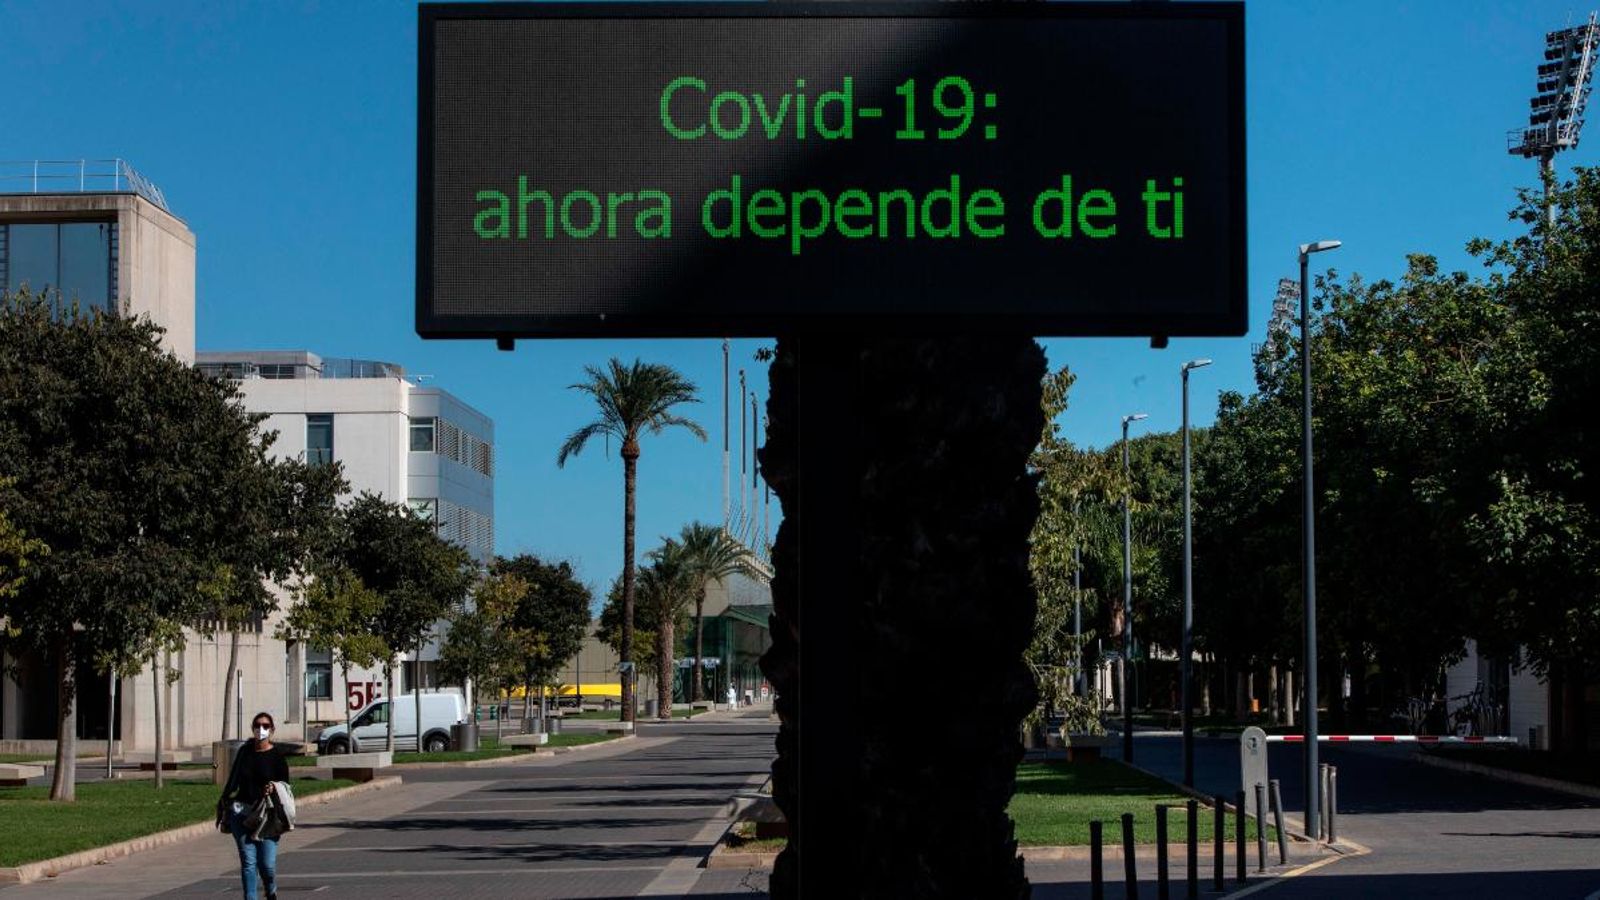 Covid-19:
ahora depende de ti